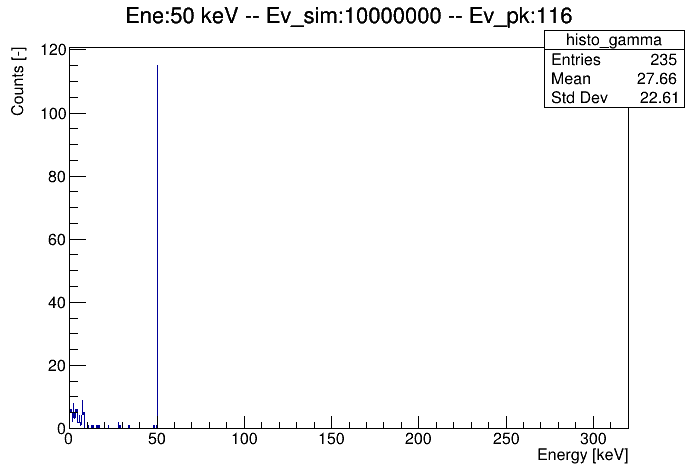 Ene:50 keV -- Ev_sim:10000000 -- Ev_pk:116
histo_gamma
Entries 235
Mean 27.66
Std Dev 22.61
Counts [-]
120
100
80
60
40
20
0
0 50 100 150 200 250 300
Energy [keV]